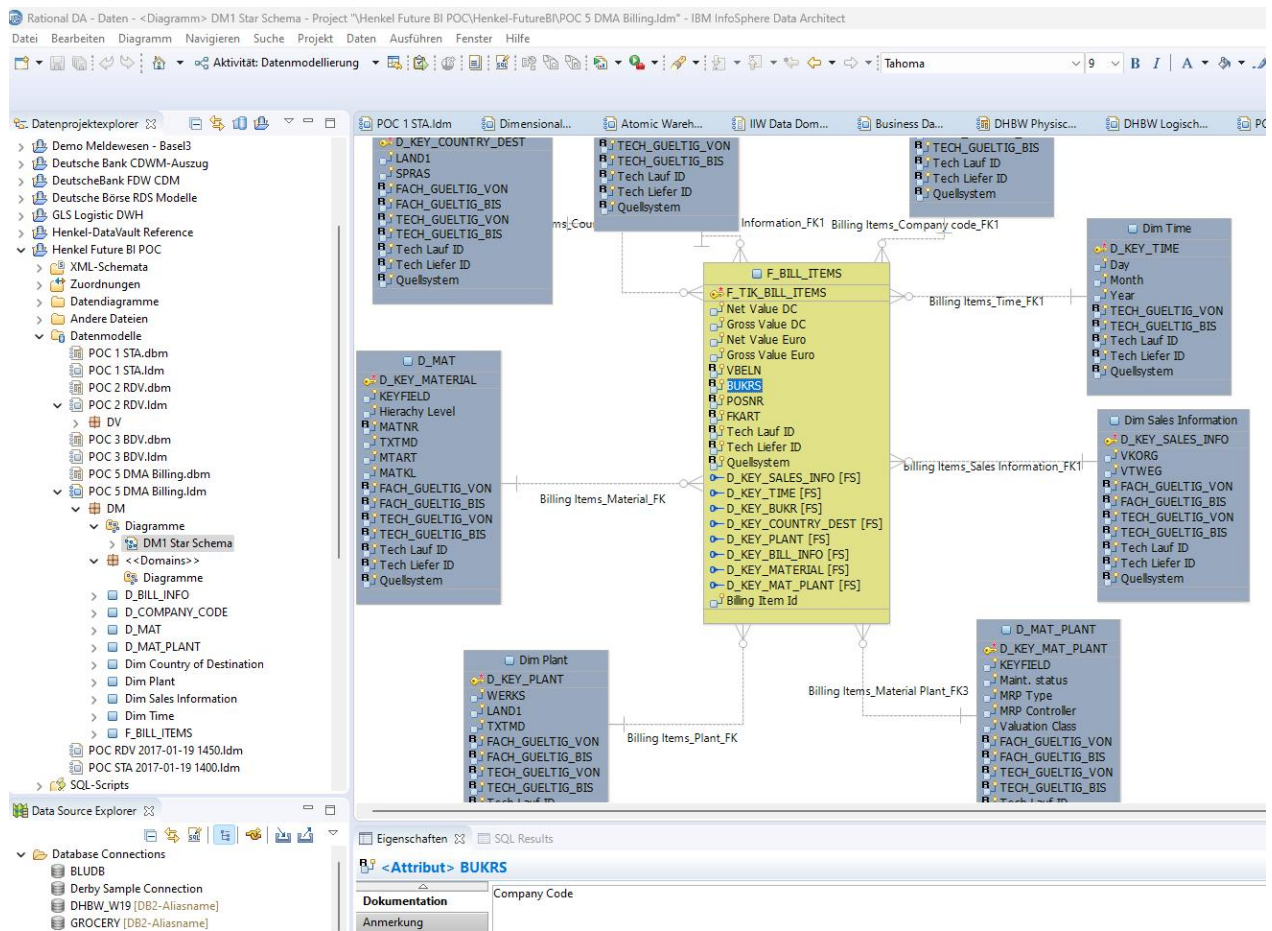 Rational DA - Daten - <Diagramm> DM1 Star Schema - Project "\Henkel Future BI POC\Henkel-FutureBI\POC 5 DMA Billing.ldm" - IBM InfoSphere Data Architect
Datei Bearbeiten Diagramm Navigieren Suche Projekt Daten Ausführen Fenster Hilfe
Aktivität: Datenmodellierung
Tahoma
9
B I A
Datenprojektexplorer
Demo Meldewesen - Basel3
Deutsche Bank CDWM-Auszug
DeutscheBank FDW CDM
Deutsche Börse RDS Modelle
GLS Logistic DWH
Henkel-DataVault Reference
Henkel Future BI POC
XML-Schemata
Zuordnungen
Datendiagramme
Andere Dateien
Datenmodelle
POC 1 STA.dbm
POC 1 STA.ldm
POC 2 RDV.dbm
POC 2 RDV.ldm
DV
POC 3 BDV.dbm
POC 3 BDV.ldm
POC 5 DMA Billing.dbm
POC 5 DMA Billing.ldm
DM
Diagramme
DM1 Star Schema
<<Domains>>
Diagramme
D_BILL_INFO
D_COMPANY_CODE
D_MAT
D_MAT_PLANT
Dim Country of Destination
Dim Plant
Dim Sales Information
Dim Time
F_BILL_ITEMS
POC RDV 2017-01-19 1450.ldm
POC STA 2017-01-19 1400.ldm
SQL-Scripts
Data Source Explorer
Database Connections
BLUDB
Derby Sample Connection
DHBW_W19 [DB2-Aliasname]
GROCERY [DB2-Aliasname]
POC 1 STA.ldm
Dimensional...
Atomic Wareh...
IIW Data Dom...
Business Da...
DHBW Physisc...
DHBW Logisch...
D_KEY_COUNTRY_DEST
LAND1
SPRAS
FACH_GUELTIG_VON
FACH_GUELTIG_BIS
TECH_GUELTIG_VON
TECH_GUELTIG_BIS
Tech Lauf ID
Tech Liefer ID
Quellsystem
TECH_GUELTIG_VON
TECH_GUELTIG_BIS
Tech Lauf ID
Tech Liefer ID
Quellsystem
TECH_GUELTIG_BIS
Tech Lauf ID
Tech Liefer ID
Quellsystem
ms_Cou
Information_FK1
Billing Items_Company code_FK1
Dim Time
D_KEY_TIME
Day
Month
Year
TECH_GUELTIG_VON
TECH_GUELTIG_BIS
Tech Lauf ID
Tech Liefer ID
Quellsystem
Billing Items_Time_FK1
F_BILL_ITEMS
F_TIK_BILL_ITEMS
Net Value DC
Gross Value DC
Net Value Euro
Gross Value Euro
VBELN
BUKRS
POSNR
FKART
Tech Lauf ID
Tech Liefer ID
Quellsystem
D_KEY_SALES_INFO [FS]
D_KEY_TIME [FS]
D_KEY_BUKR [FS]
D_KEY_COUNTRY_DEST [FS]
D_KEY_PLANT [FS]
D_KEY_BILL_INFO [FS]
D_KEY_MATERIAL [FS]
D_KEY_MAT_PLANT [FS]
Billing Item Id
D_MAT
D_KEY_MATERIAL
KEYFIELD
Hierachy Level
MATNR
TXTMD
MTART
MATKL
FACH_GUELTIG_VON
FACH_GUELTIG_BIS
TECH_GUELTIG_VON
TECH_GUELTIG_BIS
Tech Lauf ID
Tech Liefer ID
Quellsystem
Billing Items_Material_FK
Dim Sales Information
D_KEY_SALES_INFO
VKORG
VTWEG
FACH_GUELTIG_VON
FACH_GUELTIG_BIS
TECH_GUELTIG_VON
TECH_GUELTIG_BIS
Tech Lauf ID
Tech Liefer ID
Quellsystem
Billing Items_Sales Information_FK1
Dim Plant
D_KEY_PLANT
WERKS
LAND1
TXTMD
FACH_GUELTIG_VON
FACH_GUELTIG_BIS
TECH_GUELTIG_VON
TECH_GUELTIG_BIS
Billing Items_Plant_FK
Billing Items_Material Plant_FK3
D_MAT_PLANT
D_KEY_MAT_PLANT
KEYFIELD
Maint. status
MRP Type
MRP Controller
Valuation Class
FACH_GUELTIG_VON
FACH_GUELTIG_BIS
TECH_GUELTIG_VON
TECH_GUELTIG_BIS
Eigenschaften
SQL Results
<Attribut> BUKRS
Dokumentation
Anmerkung
Company Code